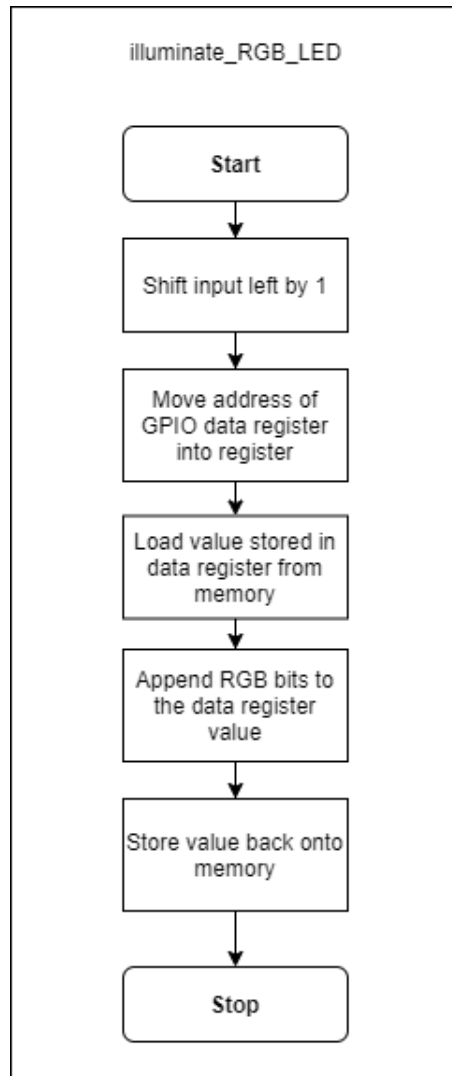 illuminate_RGB_LED
Start
Shift input left by 1
Move address of
GPIO data register
into register
Load value stored in
data register from
memory
Append RGB bits to
the data register
value
Store value back onto
memory
Stop